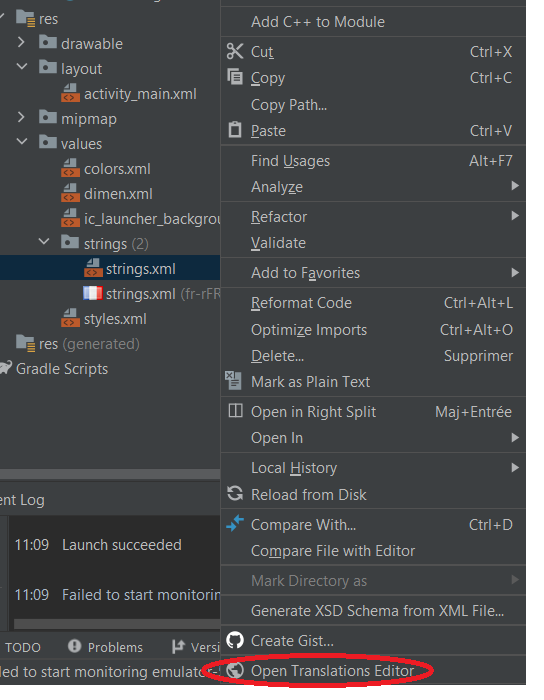 res
drawable
layout
activity_main.xml
mipmap
values
colors.xml
dimen.xml
ic_launcher_backgrou
strings (2)
strings.xml
strings.xml (fr-rFR
styles.xml
res (generated)
Gradle Scripts
ent Log
11:09 Launch succeeded
11:09 Failed to start monitorin
TODO Problems Versi
led to start monitoring emulator-
Add C++ to Module
Cut Ctrl+X
Copy Ctrl+C
Copy Path...
Paste Ctrl+V
Find Usages Alt+F7
Analyze
Refactor
Validate
Add to Favorites
Reformat Code Ctrl+Alt+L
Optimize Imports Ctrl+Alt+O
Delete... Supprimer
Mark as Plain Text
Open in Right Split Maj+Entrée
Open In
Local History
Reload from Disk
Compare With... Ctrl+D
Compare File with Editor
Mark Directory as
Generate XSD Schema from XML File...
Create Gist...
Open Translations Editor